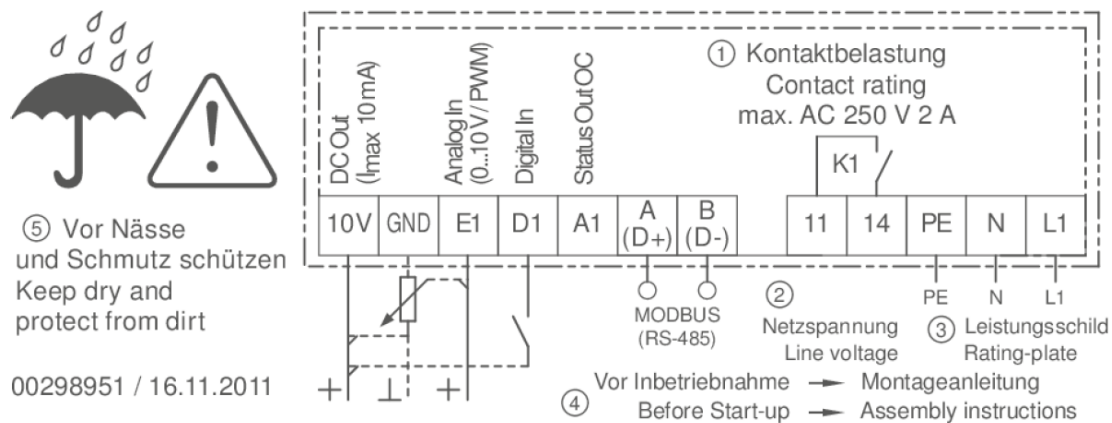 ① Kontaktbelastung
Contact rating
max. AC 250 V 2 A
DC Out
(Imax 10 mA)
Analog In
(0...10 V / PWM)
Digital In
Status Out OC
K1
10V GND E1 D1 A1 A (D+) B (D-) 11 14 PE N L1
MODBUS
(RS-485)
PE N L1
②
Netzspannung
Line voltage
③ Leistungsschild
Rating-plate
④ Vor Inbetriebnahme → Montageanleitung
Before Start-up → Assembly instructions
⑤ Vor Nässe
und Schmutz schützen
Keep dry and
protect from dirt
00298951 / 16.11.2011
+ ⊥ +